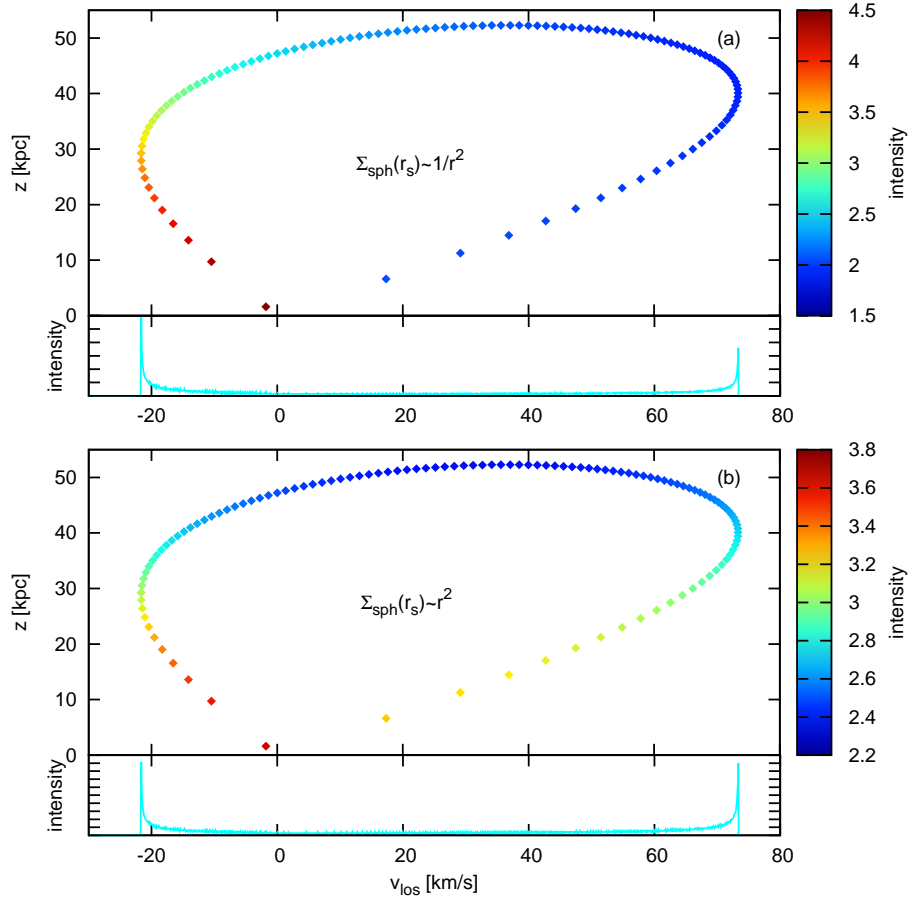 (a)
z [kpc]
50
40
30
20
10
0
Σsph(rs)~1/r²
intensity
4.5
4
3.5
3
2.5
2
1.5
intensity
-20 0 20 40 60 80
(b)
z [kpc]
50
40
30
20
10
0
Σsph(rs)~r²
intensity
3.8
3.6
3.4
3.2
3
2.8
2.6
2.4
2.2
intensity
-20 0 20 40 60 80
vlos [km/s]